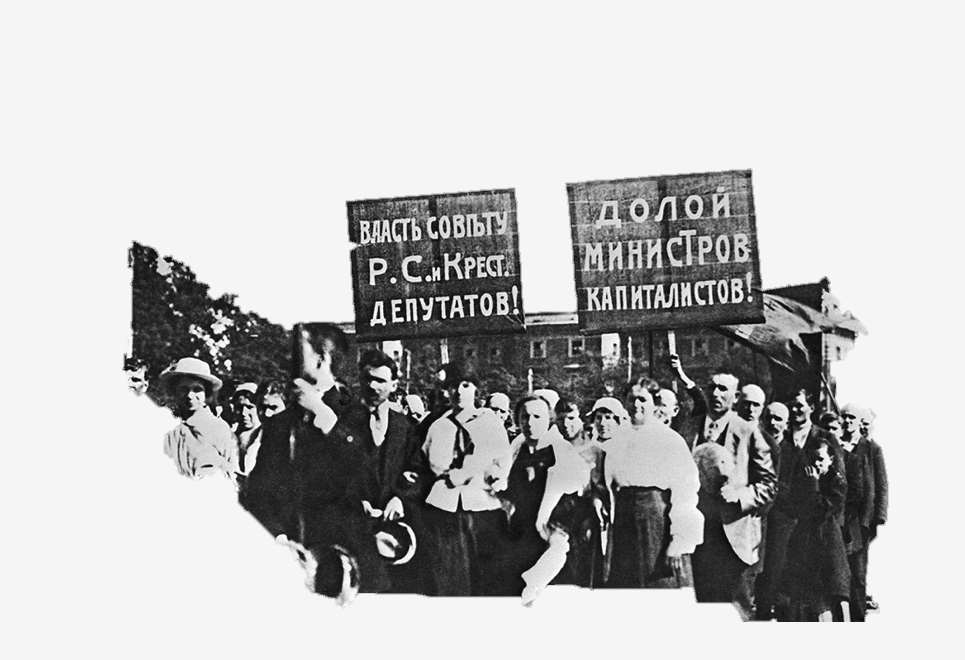 ВЛАСТЬ СОВѢТУ
Р. С. и КРЕСТ.
ДЕПУТАТОВ!
ДОЛОЙ
МИНИСТРОВ
КАПИТАЛИСТОВ!